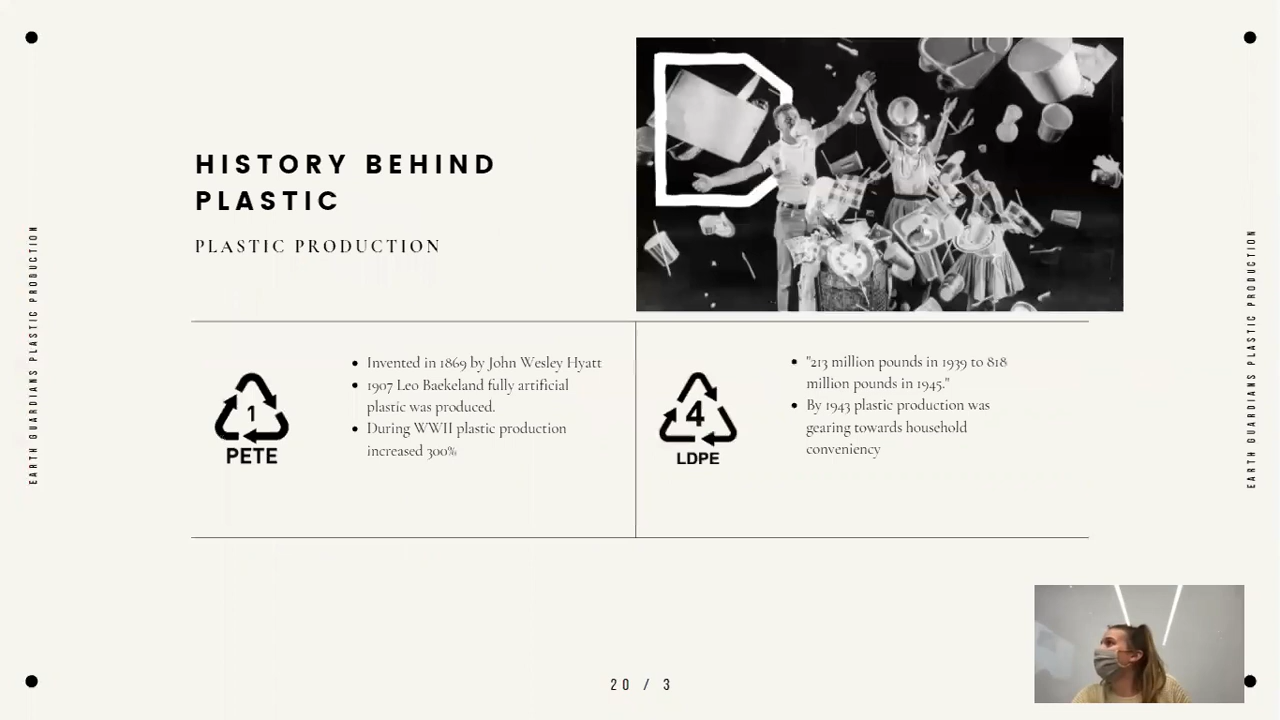 HISTORY BEHIND
PLASTIC
PLASTIC PRODUCTION
EARTH GUARDIANS PLASTIC PRODUCTION
1
PETE
• Invented in 1869 by John Wesley Hyatt
• 1907 Leo Baekeland fully artificial
plastic was produced.
• During WWII plastic production
increased 300%
4
LDPE
• "213 million pounds in 1939 to 818
million pounds in 1945."
• By 1943 plastic production was
gearing towards household
conveniency
EARTH GUARDIANS PLASTIC PRODUCTION
20 / 3